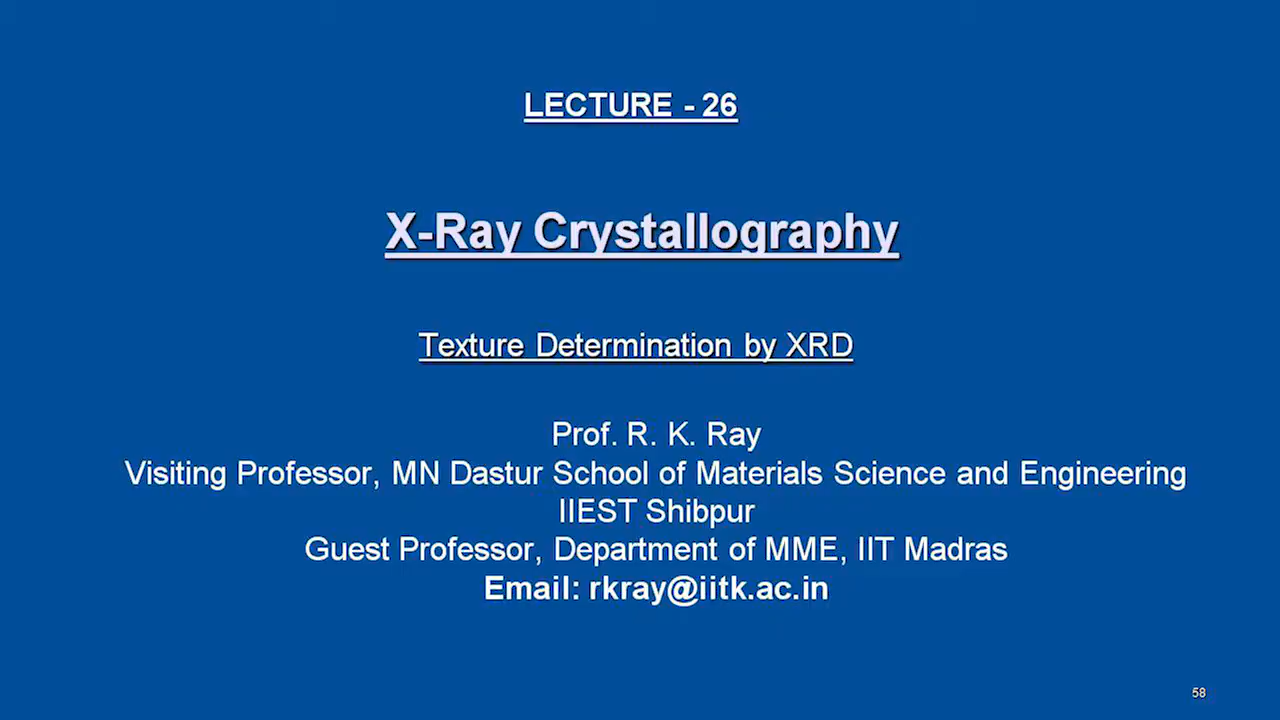 LECTURE - 26
X-Ray Crystallography
Texture Determination by XRD
Prof. R. K. Ray
Visiting Professor, MN Dastur School of Materials Science and Engineering
IIEST Shibpur
Guest Professor, Department of MME, IIT Madras
Email: rkray@iitk.ac.in
58